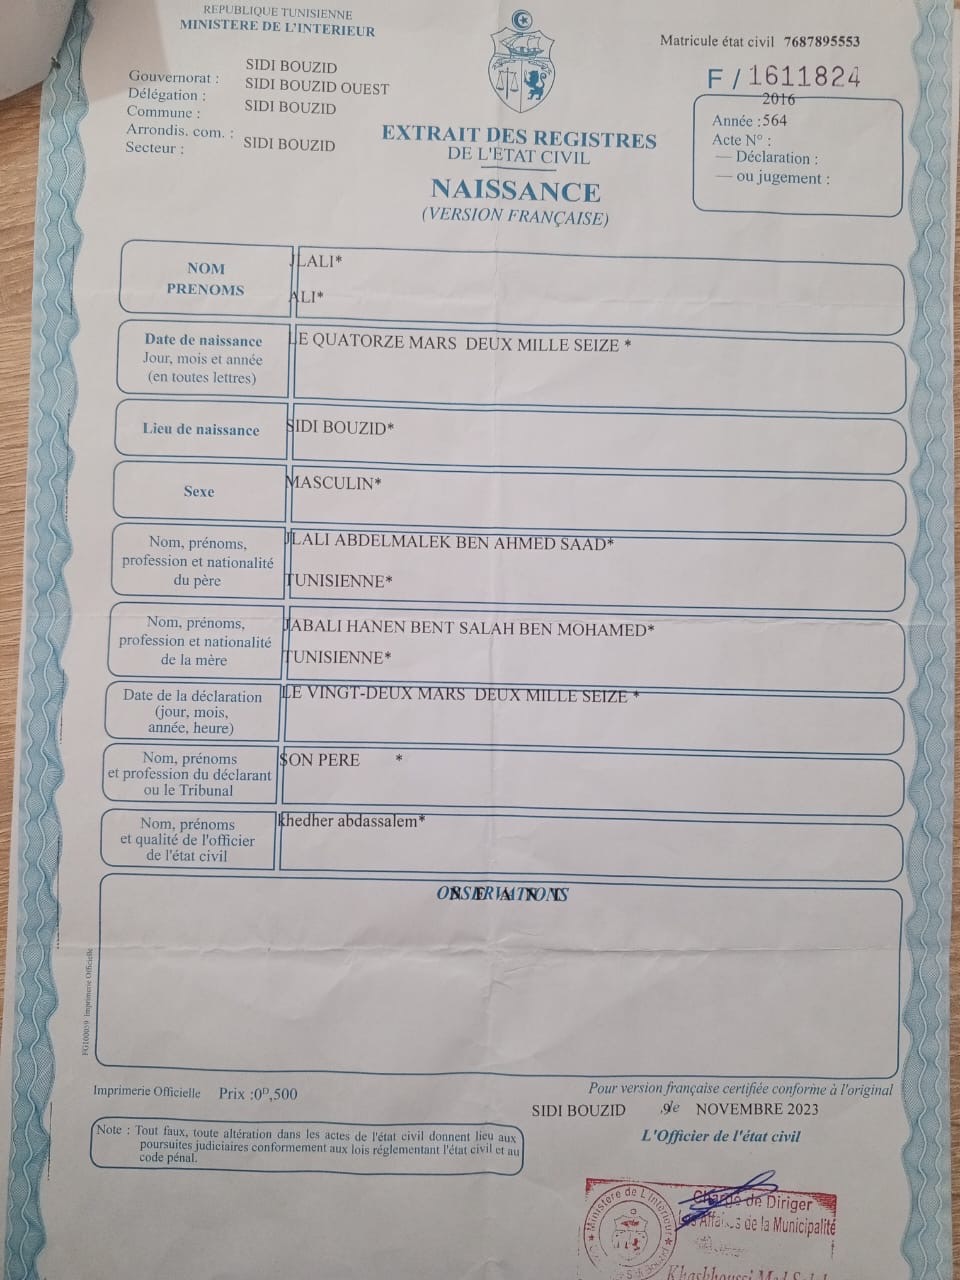 REPUBLIQUE TUNISIENNE
MINISTERE DE L'INTERIEUR
Matricule état civil 7687895553
F / 1611824
Gouvernorat : SIDI BOUZID
Délégation : SIDI BOUZID OUEST
Commune : SIDI BOUZID
Arrondis. com. :
Secteur : SIDI BOUZID
2016
Année :564
Acte N° :
— Déclaration :
— ou jugement :
EXTRAIT DES REGISTRES
DE L'ETAT CIVIL
NAISSANCE
(VERSION FRANÇAISE)
NOM
PRENOMS
JLALI*
ALI*
Date de naissance
Jour, mois et année
(en toutes lettres)
LE QUATORZE MARS DEUX MILLE SEIZE *
Lieu de naissance
SIDI BOUZID*
Sexe
MASCULIN*
Nom, prénoms,
profession et nationalité
du père
JLALI ABDELMALEK BEN AHMED SAAD*
TUNISIENNE*
Nom, prénoms,
profession et nationalité
de la mère
JABALI HANEN BENT SALAH BEN MOHAMED*
TUNISIENNE*
Date de la déclaration
(jour, mois,
année, heure)
LE VINGT-DEUX MARS DEUX MILLE SEIZE *
Nom, prénoms
et profession du déclarant
ou le Tribunal
SON PERE *
Nom, prénoms
et qualité de l'officier
de l'état civil
khedher abdassalem*
OBSERVATIONS
FG100039 Imprimerie Officielle
Imprimerie Officielle Prix :0ᴰ,500
Pour version française certifiée conforme à l'original
SIDI BOUZID ,9le NOVEMBRE 2023
L'Officier de l'état civil
Note : Tout faux, toute altération dans les actes de l'état civil donnent lieu aux
poursuites judiciaires conformement aux lois réglementant l'état civil et au
code pénal.
Ministere de L'Interieur
Chargé de Diriger
Les Affaires de la Municipalité